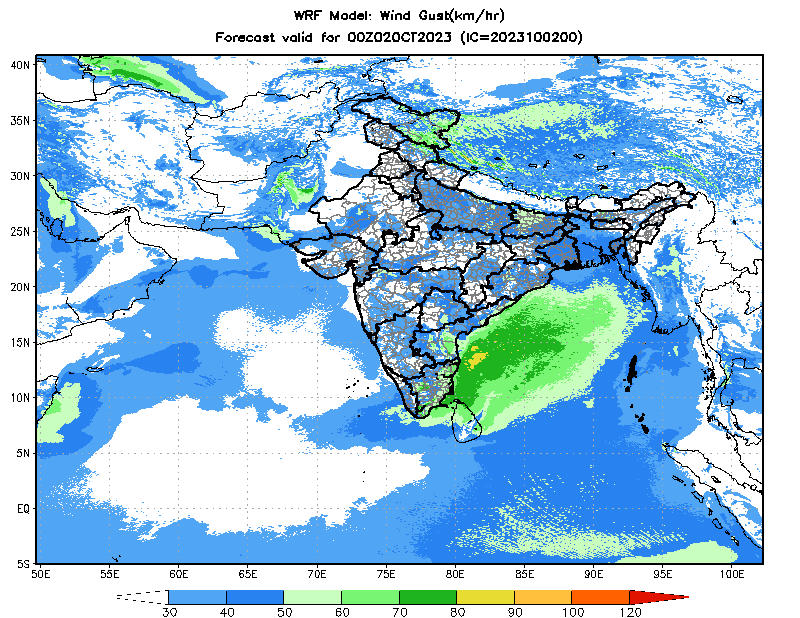 WRF Model: Wind Gust(km/hr)
Forecast valid for 00Z02OCT2023 (IC=2023100200)
40N
35N
30N
25N
20N
15N
10N
5N
EQ
5S
50E 55E 60E 65E 70E 75E 80E 85E 90E 95E 100E
30 40 50 60 70 80 90 100 120